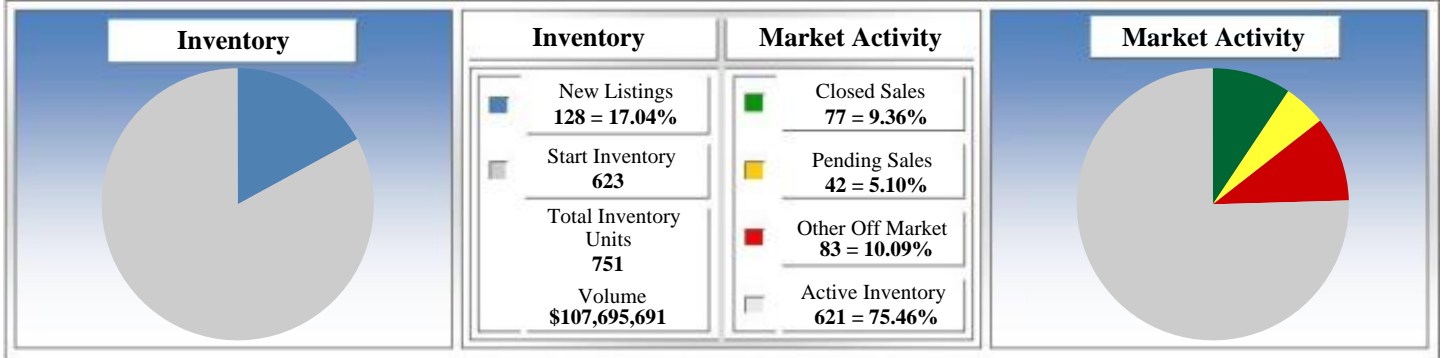 Inventory
Inventory
Market Activity
Market Activity
New Listings
128 = 17.04%
Start Inventory
623
Total Inventory
Units
751
Volume
$107,695,691
Closed Sales
77 = 9.36%
Pending Sales
42 = 5.10%
Other Off Market
83 = 10.09%
Active Inventory
621 = 75.46%